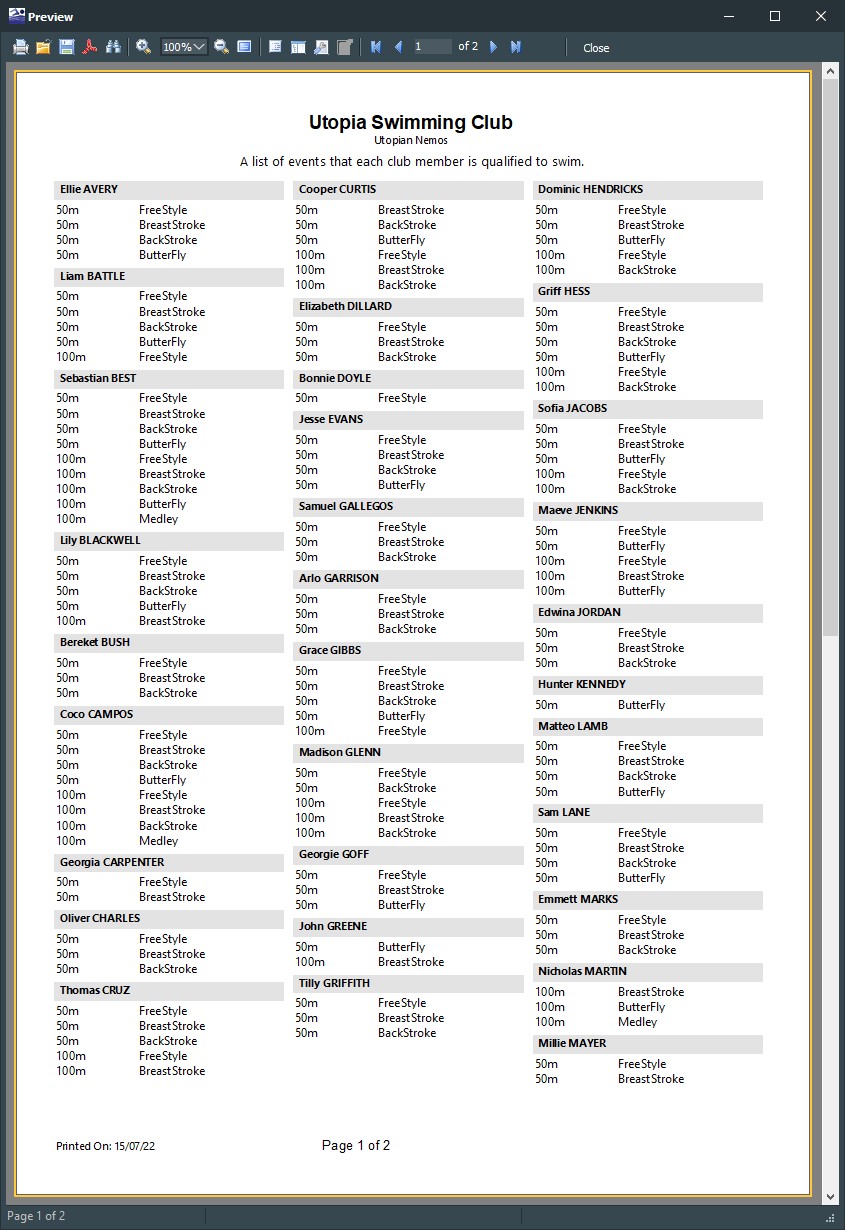 Preview
100%
1 of 2 Close
Utopia Swimming Club
Utopian Nemos
A list of events that each club member is qualified to swim.
Ellie AVERY
50m FreeStyle
50m BreastStroke
50m BackStroke
50m ButterFly
Liam BATTLE
50m FreeStyle
50m BreastStroke
50m BackStroke
50m ButterFly
100m FreeStyle
Sebastian BEST
50m FreeStyle
50m BreastStroke
50m BackStroke
50m ButterFly
100m FreeStyle
100m BreastStroke
100m BackStroke
100m ButterFly
100m Medley
Lily BLACKWELL
50m FreeStyle
50m BreastStroke
50m BackStroke
50m ButterFly
100m BreastStroke
Bereket BUSH
50m FreeStyle
50m BreastStroke
50m BackStroke
Coco CAMPOS
50m FreeStyle
50m BreastStroke
50m BackStroke
50m ButterFly
100m FreeStyle
100m BreastStroke
100m BackStroke
100m Medley
Georgia CARPENTER
50m FreeStyle
50m BreastStroke
Oliver CHARLES
50m FreeStyle
50m BreastStroke
50m BackStroke
Thomas CRUZ
50m FreeStyle
50m BreastStroke
50m BackStroke
100m FreeStyle
100m BreastStroke
Cooper CURTIS
50m BreastStroke
50m BackStroke
50m ButterFly
100m FreeStyle
100m BreastStroke
100m BackStroke
Elizabeth DILLARD
50m FreeStyle
50m BreastStroke
50m BackStroke
Bonnie DOYLE
50m FreeStyle
Jesse EVANS
50m FreeStyle
50m BreastStroke
50m BackStroke
50m ButterFly
Samuel GALLEGOS
50m FreeStyle
50m BreastStroke
50m BackStroke
Arlo GARRISON
50m FreeStyle
50m BreastStroke
50m BackStroke
Grace GIBBS
50m FreeStyle
50m BreastStroke
50m BackStroke
50m ButterFly
100m FreeStyle
Madison GLENN
50m FreeStyle
50m BackStroke
100m FreeStyle
100m BreastStroke
100m BackStroke
Georgie GOFF
50m FreeStyle
50m BreastStroke
50m ButterFly
John GREENE
50m ButterFly
100m BreastStroke
Tilly GRIFFITH
50m FreeStyle
50m BreastStroke
50m BackStroke
Dominic HENDRICKS
50m FreeStyle
50m BreastStroke
50m ButterFly
100m FreeStyle
100m BackStroke
Griff HESS
50m FreeStyle
50m BreastStroke
50m BackStroke
50m ButterFly
100m FreeStyle
100m BackStroke
Sofia JACOBS
50m FreeStyle
50m BreastStroke
50m ButterFly
100m FreeStyle
100m BackStroke
Maeve JENKINS
50m FreeStyle
50m ButterFly
100m FreeStyle
100m BreastStroke
100m ButterFly
Edwina JORDAN
50m FreeStyle
50m BreastStroke
50m BackStroke
Hunter KENNEDY
50m ButterFly
Matteo LAMB
50m FreeStyle
50m BreastStroke
50m BackStroke
50m ButterFly
Sam LANE
50m FreeStyle
50m BreastStroke
50m BackStroke
50m ButterFly
Emmett MARKS
50m FreeStyle
50m BreastStroke
50m BackStroke
Nicholas MARTIN
100m BreastStroke
100m ButterFly
100m Medley
Millie MAYER
50m FreeStyle
50m BreastStroke
Printed On: 15/07/22 Page 1 of 2
Page 1 of 2